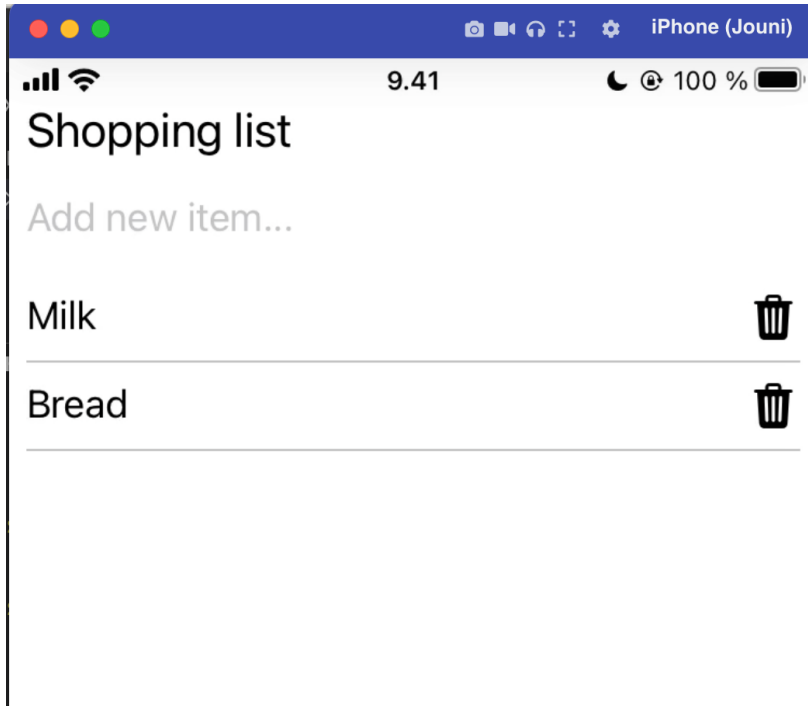 iPhone (Jouni)
9.41 100 %
Shopping list
Add new item...
Milk
Bread